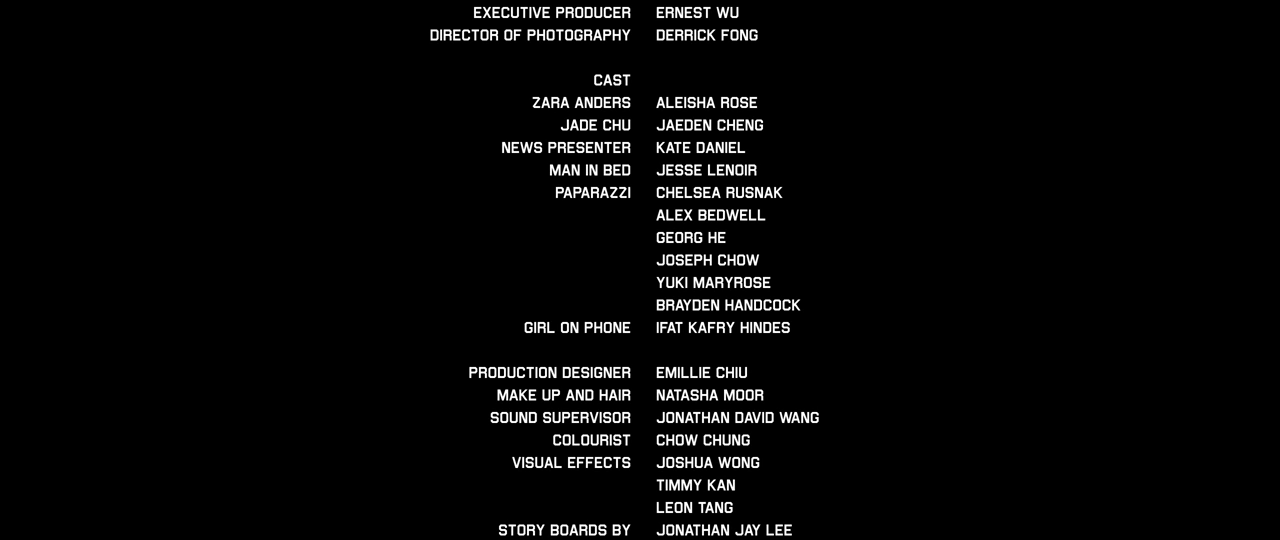 EXECUTIVE PRODUCER ERNEST WU
DIRECTOR OF PHOTOGRAPHY DERRICK FONG
CAST
ZARA ANDERS ALEISHA ROSE
JADE CHU JAEDEN CHENG
NEWS PRESENTER KATE DANIEL
MAN IN BED JESSE LENOIR
PAPARAZZI CHELSEA RUSNAK
ALEX BEDWELL
GEORG HE
JOSEPH CHOW
YUKI MARYROSE
BRAYDEN HANDCOCK
GIRL ON PHONE IFAT KAFRY HINDES
PRODUCTION DESIGNER EMILLIE CHIU
MAKE UP AND HAIR NATASHA MOOR
SOUND SUPERVISOR JONATHAN DAVID WANG
COLOURIST CHOW CHUNG
VISUAL EFFECTS JOSHUA WONG
TIMMY KAN
LEON TANG
STORY BOARDS BY JONATHAN JAY LEE